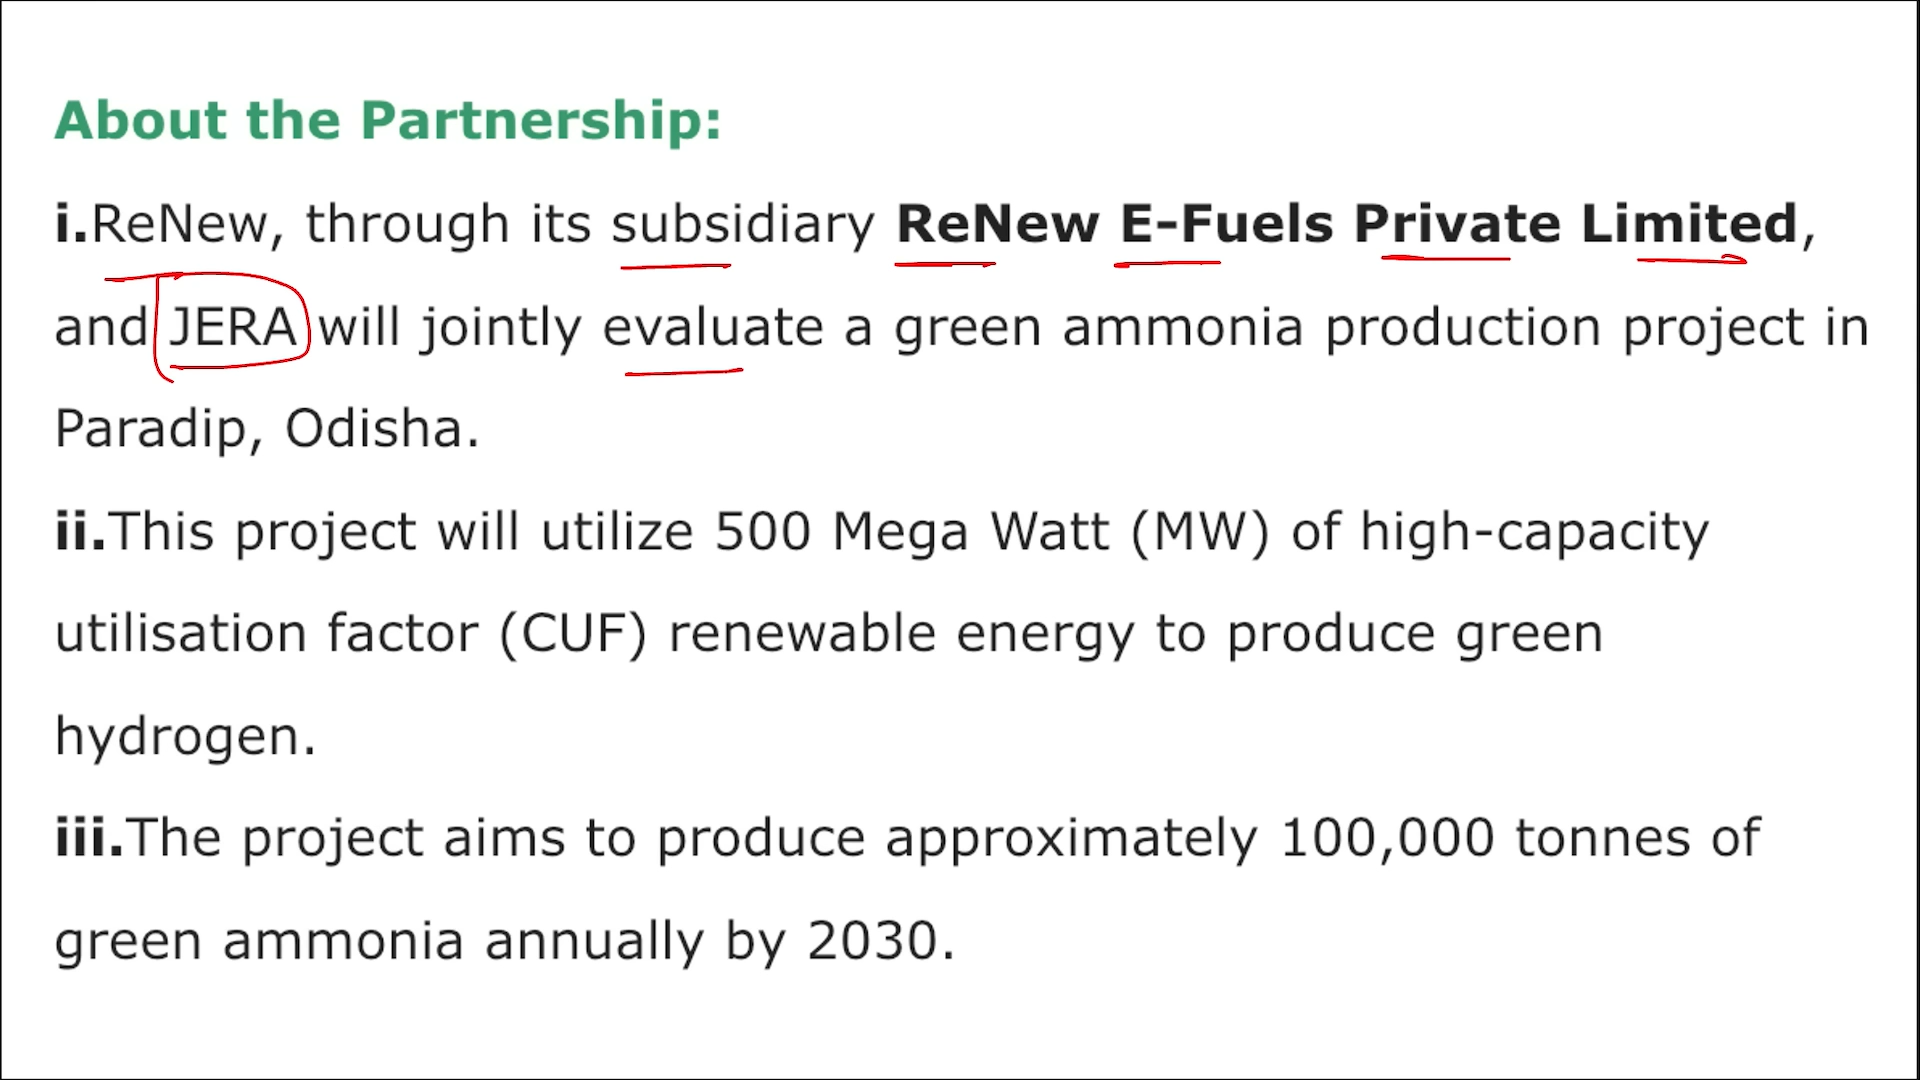 About the Partnership:
i.ReNew, through its subsidiary ReNew E-Fuels Private Limited,
and JERA will jointly evaluate a green ammonia production project in
Paradip, Odisha.
ii.This project will utilize 500 Mega Watt (MW) of high-capacity
utilisation factor (CUF) renewable energy to produce green
hydrogen.
iii.The project aims to produce approximately 100,000 tonnes of
green ammonia annually by 2030.